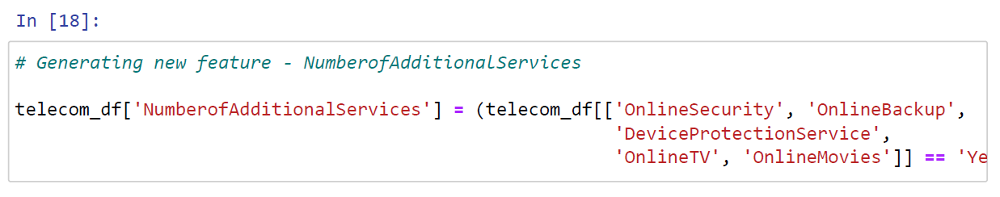 In [18]:
# Generating new feature - NumberofAdditionalServices
telecom_df['NumberofAdditionalServices'] = (telecom_df[['OnlineSecurity', 'OnlineBackup',
'DeviceProtectionService',
'OnlineTV', 'OnlineMovies']] == 'Ye